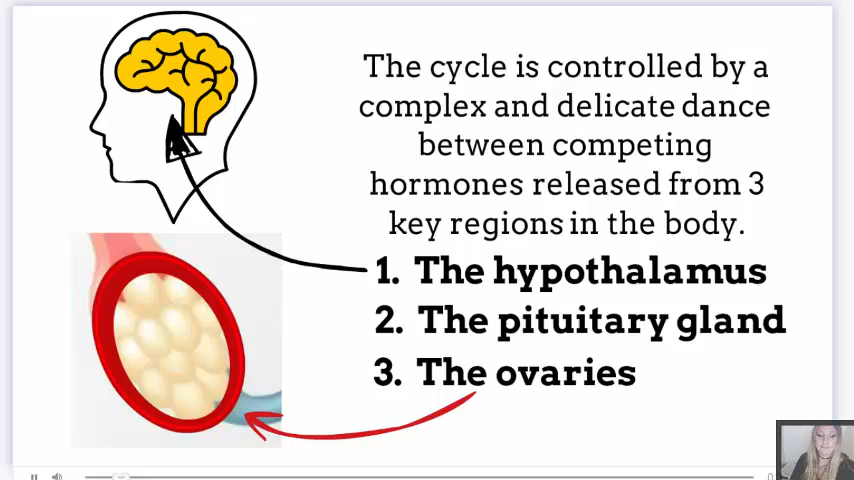 The cycle is controlled by a
complex and delicate dance
between competing
hormones released from 3
key regions in the body.
1. The hypothalamus
2. The pituitary gland
3. The ovaries